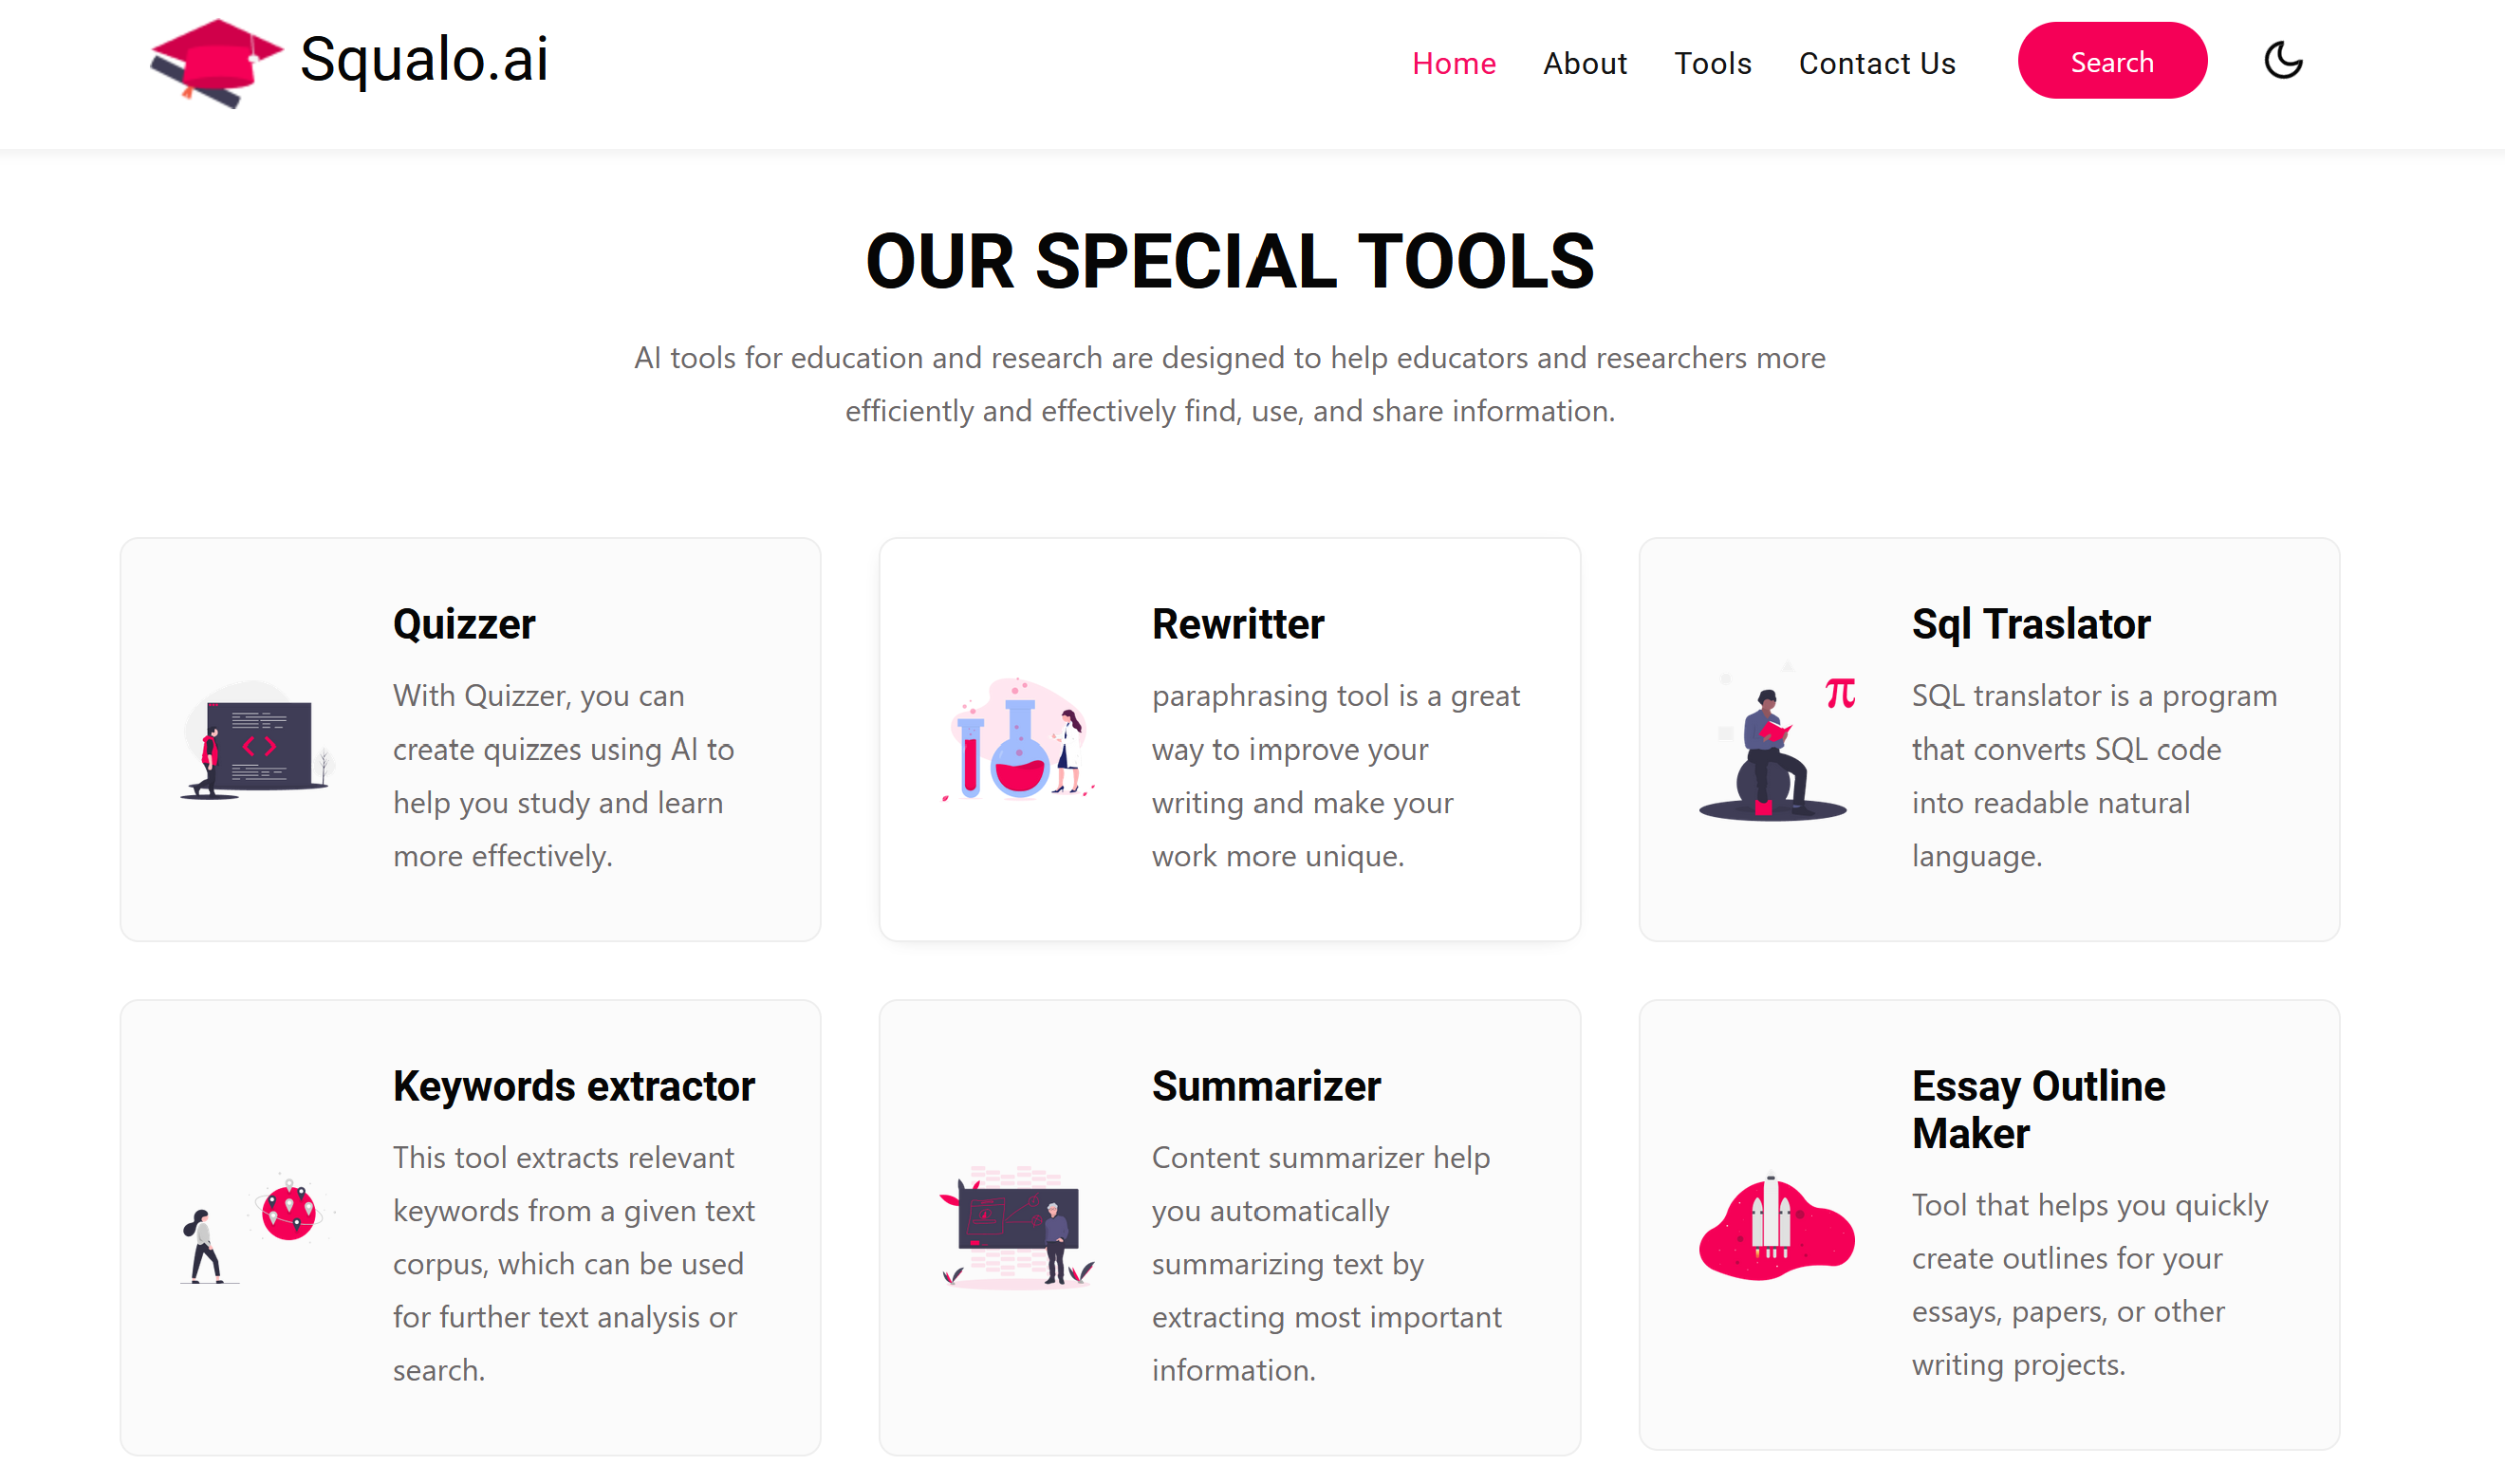 Squalo.ai
Home About Tools Contact Us Search
OUR SPECIAL TOOLS
AI tools for education and research are designed to help educators and researchers more
efficiently and effectively find, use, and share information.
Quizzer
With Quizzer, you can
create quizzes using AI to
help you study and learn
more effectively.
Rewritter
paraphrasing tool is a great
way to improve your
writing and make your
work more unique.
Sql Traslator
π
SQL translator is a program
that converts SQL code
into readable natural
language.
Keywords extractor
This tool extracts relevant
keywords from a given text
corpus, which can be used
for further text analysis or
search.
Summarizer
Content summarizer help
you automatically
summarizing text by
extracting most important
information.
Essay Outline
Maker
Tool that helps you quickly
create outlines for your
essays, papers, or other
writing projects.